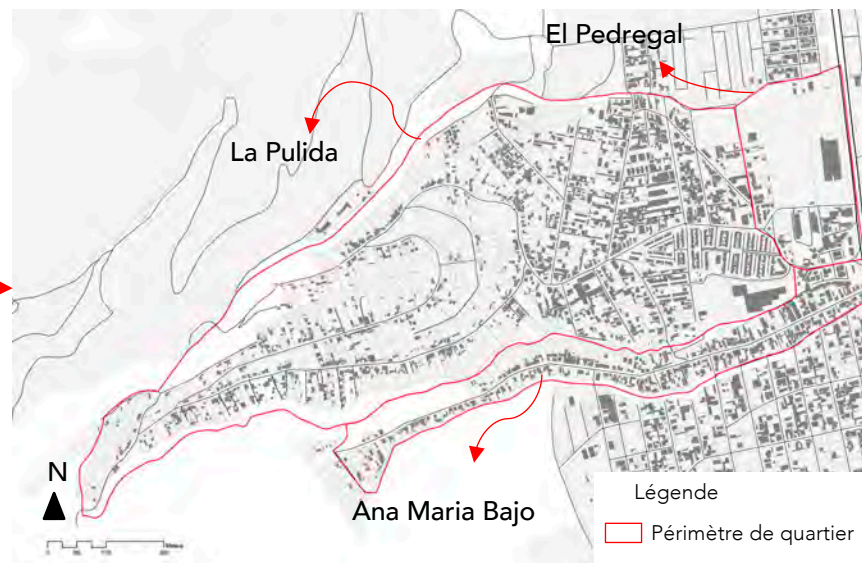 El Pedregal
La Pulida
N
Ana Maria Bajo
Légende
Périmètre de quartier